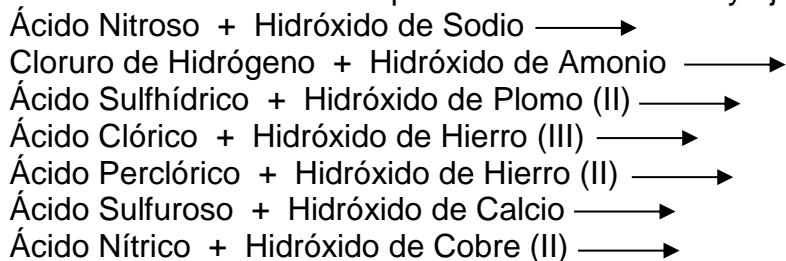 Ácido Nitroso + Hidróxido de Sodio ⟶
Cloruro de Hidrógeno + Hidróxido de Amonio ⟶
Ácido Sulfhídrico + Hidróxido de Plomo (II) ⟶
Ácido Clórico + Hidróxido de Hierro (III) ⟶
Ácido Perclórico + Hidróxido de Hierro (II) ⟶
Ácido Sulfuroso + Hidróxido de Calcio ⟶
Ácido Nítrico + Hidróxido de Cobre (II) ⟶